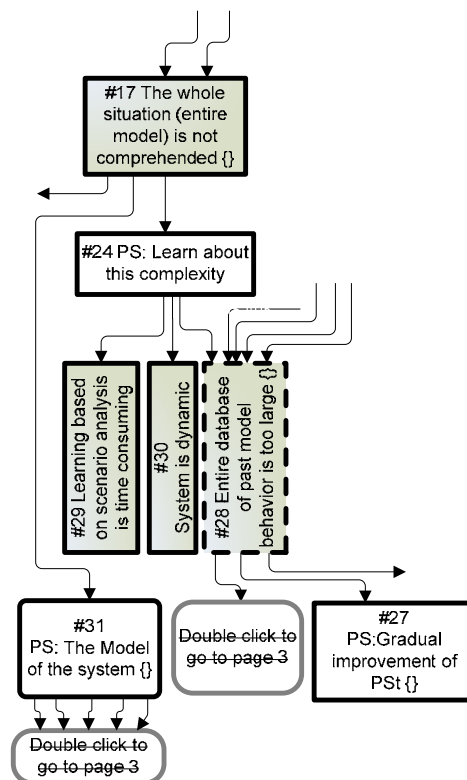 #17 The whole
situation (entire
model) is not
comprehended {}
#24 PS: Learn about
this complexity
#29 Learning based
on scenario analysis
is time consuming
#30
System is dynamic
#28 Entire database
of past model
behavior is too large {}
#31
PS: The Model
of the system {}
Double click to
go to page 3
#27
PS:Gradual
improvement of
PSt {}
Double click to
go to page 3